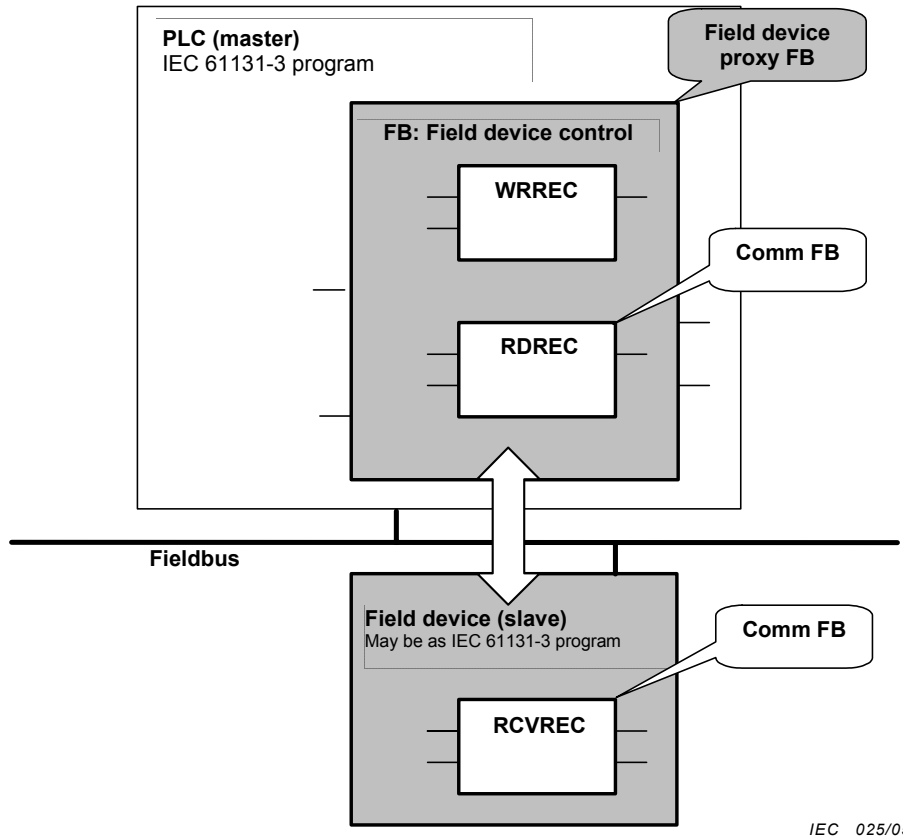 PLC (master)
IEC 61131-3 program
Field device
proxy FB
FB: Field device control
WRREC
Comm FB
RDREC
Fieldbus
Field device (slave)
May be as IEC 61131-3 program
Comm FB
RCVREC
IEC